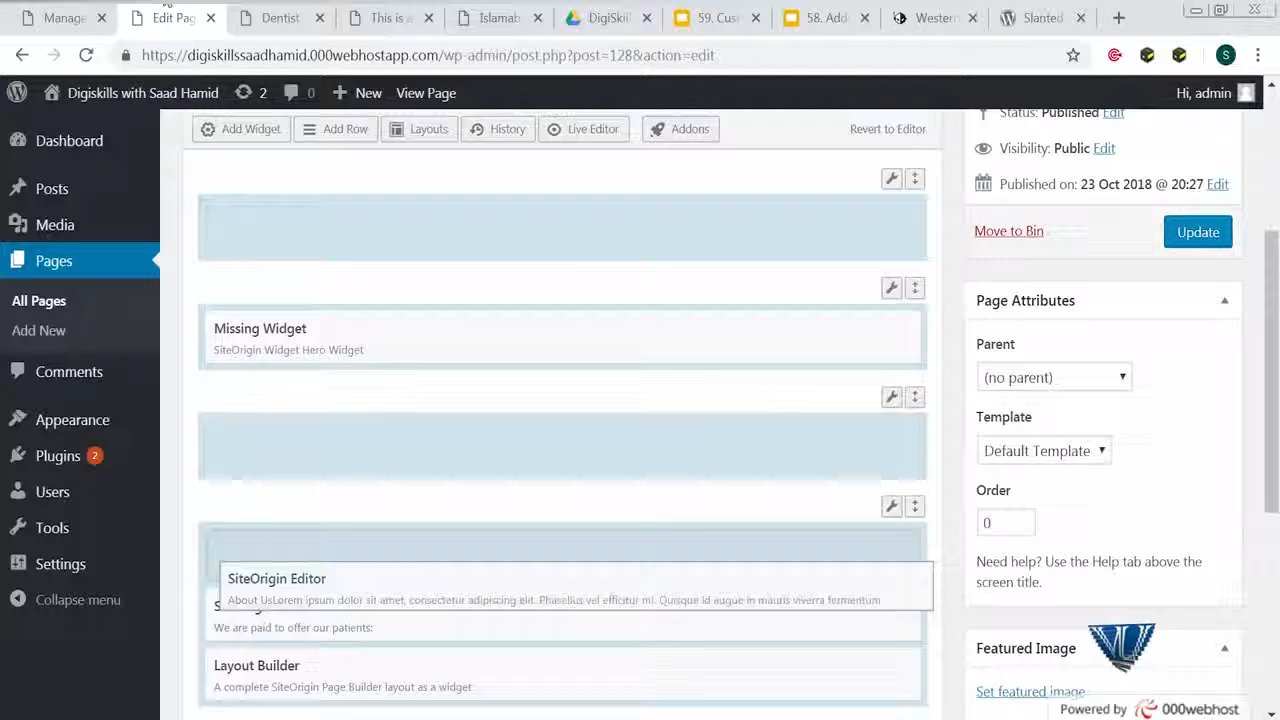 Manage
Edit Pag
Dentist
This is a
Islamab
DigiSkill
59. Cus
58. Add
Western
Slanted
https://digiskillssaadhamid.000webhostapp.com/wp-admin/post.php?post=128&action=edit
S
Digiskills with Saad Hamid
2
0
New
View Page
Hi, admin
Dashboard
Posts
Media
Pages
All Pages
Add New
Comments
Appearance
Plugins 2
Users
Tools
Settings
Collapse menu
Add Widget
Add Row
Layouts
History
Live Editor
Addons
Revert to Editor
Missing Widget
SiteOrigin Widget Hero Widget
SiteOrigin Editor
About UsLorem ipsum dolor sit amet, consectetur adipiscing elit. Phasellus vel efficitur mi. Quisque id augue in mauris viverra fermentum
We are paid to offer our patients:
Layout Builder
A complete SiteOrigin Page Builder layout as a widget.
Status: Published Edit
Visibility: Public Edit
Published on: 23 Oct 2018 @ 20:27 Edit
Move to Bin
Update
Page Attributes
Parent
(no parent)
Template
Default Template
Order
0
Need help? Use the Help tab above the
screen title.
Featured Image
Set featured image
Powered by 000webhost